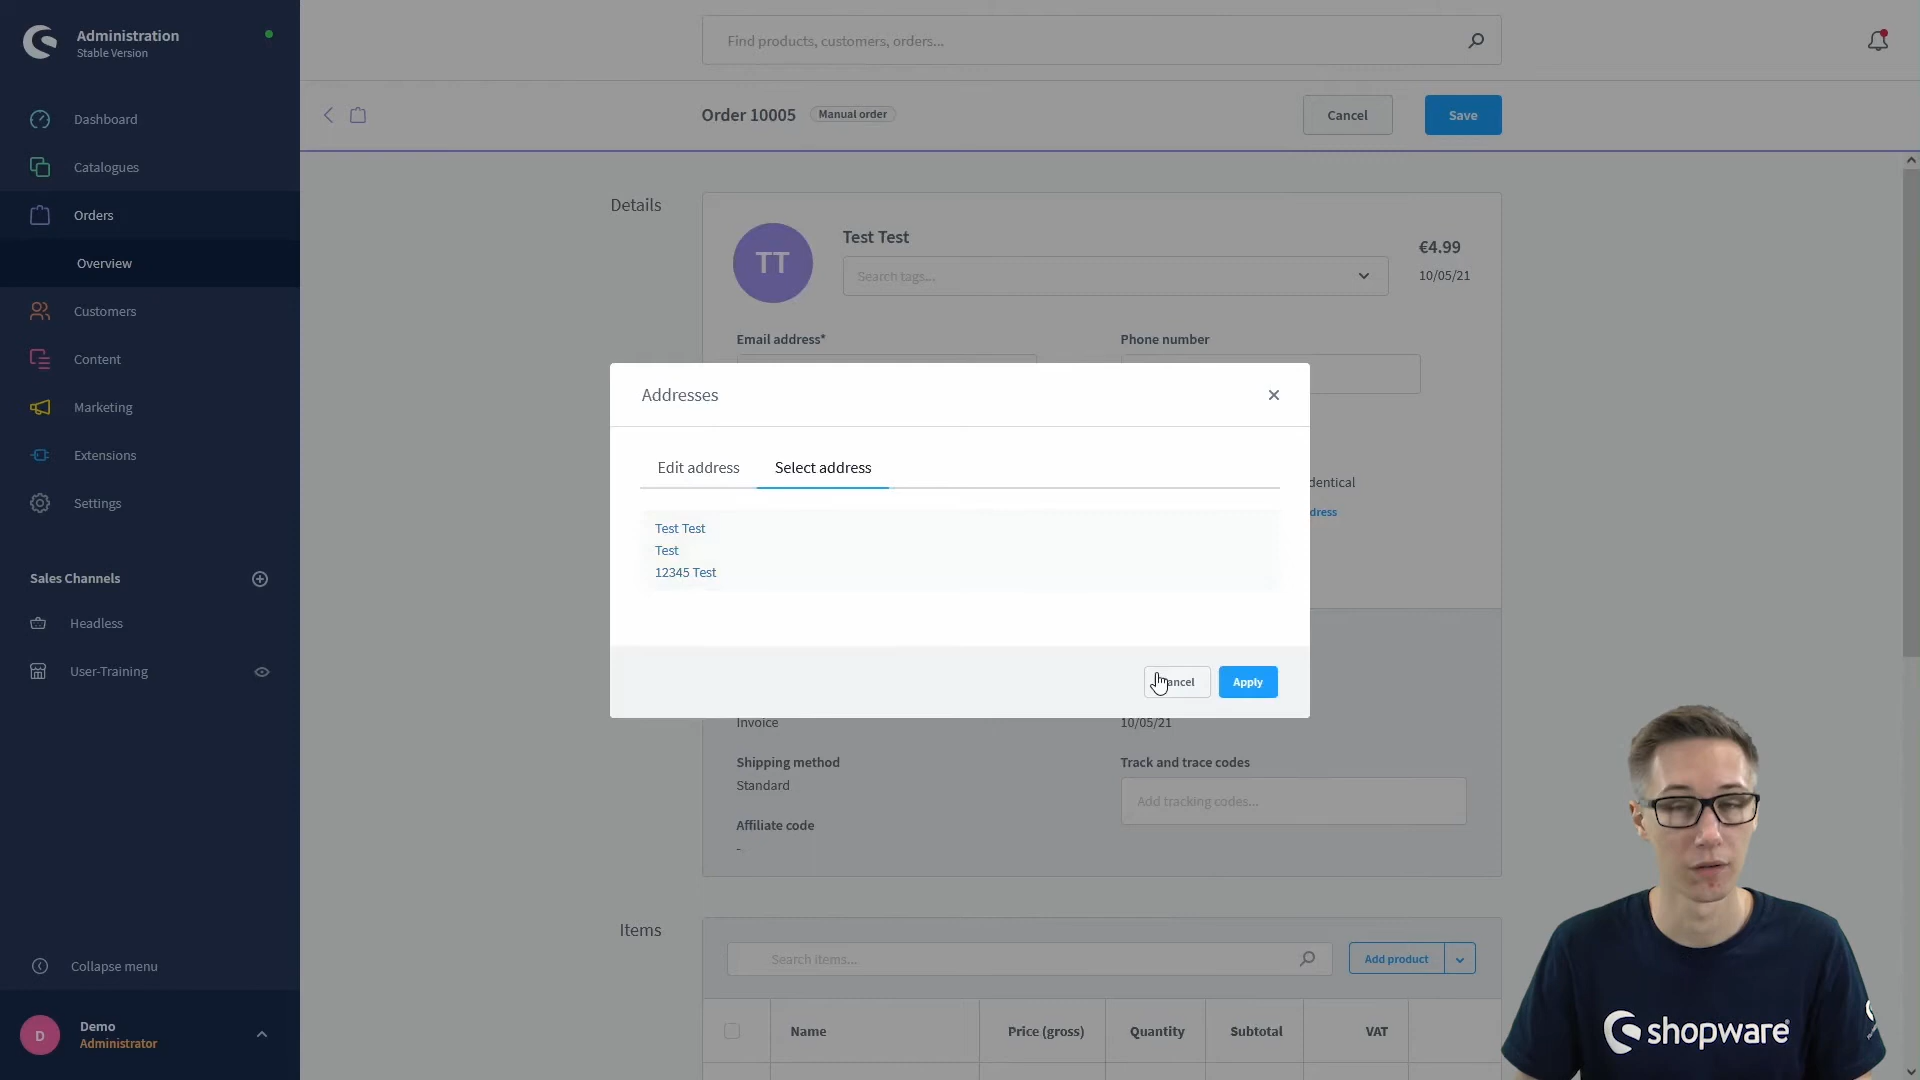 Administration
Stable Version
Find products, customers, orders...
Dashboard
Catalogues
Orders
Overview
Customers
Content
Marketing
Extensions
Settings
Sales Channels
Headless
User-Training
Collapse menu
D
Demo
Administrator
Order 10005
Manual order
Cancel
Save
Details
TT
Test Test
Search tags...
€4.99
10/05/21
Email address*
Phone number
Addresses
Edit address
Select address
Test Test
Test
12345 Test
Apply
Invoice
10/05/21
Shipping method
Standard
Track and trace codes
Add tracking codes...
Affiliate code
-
Items
Search items...
Add product
Name
Price (gross)
Quantity
Subtotal
VAT
shopware